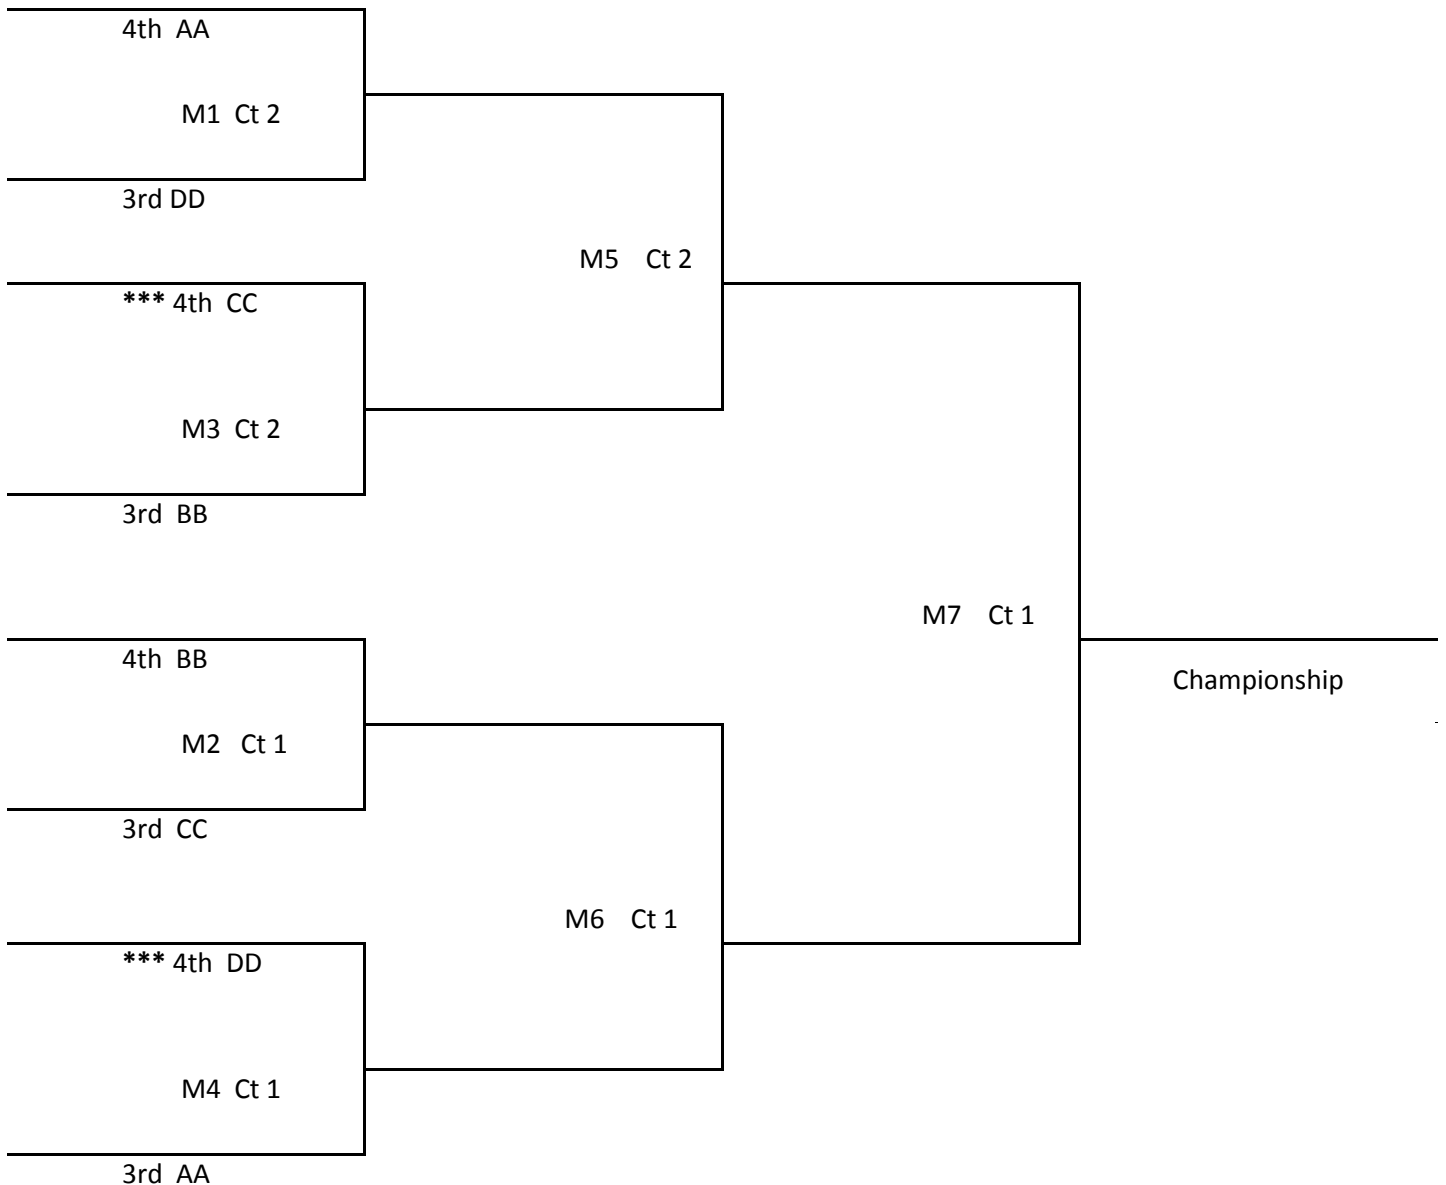 4th AA
M1 Ct 2
3rd DD
M5 Ct 2
*** 4th CC
M3 Ct 2
3rd BB
M7 Ct 1
4th BB
Championship
M2 Ct 1
3rd CC
M6 Ct 1
*** 4th DD
M4 Ct 1
3rd AA